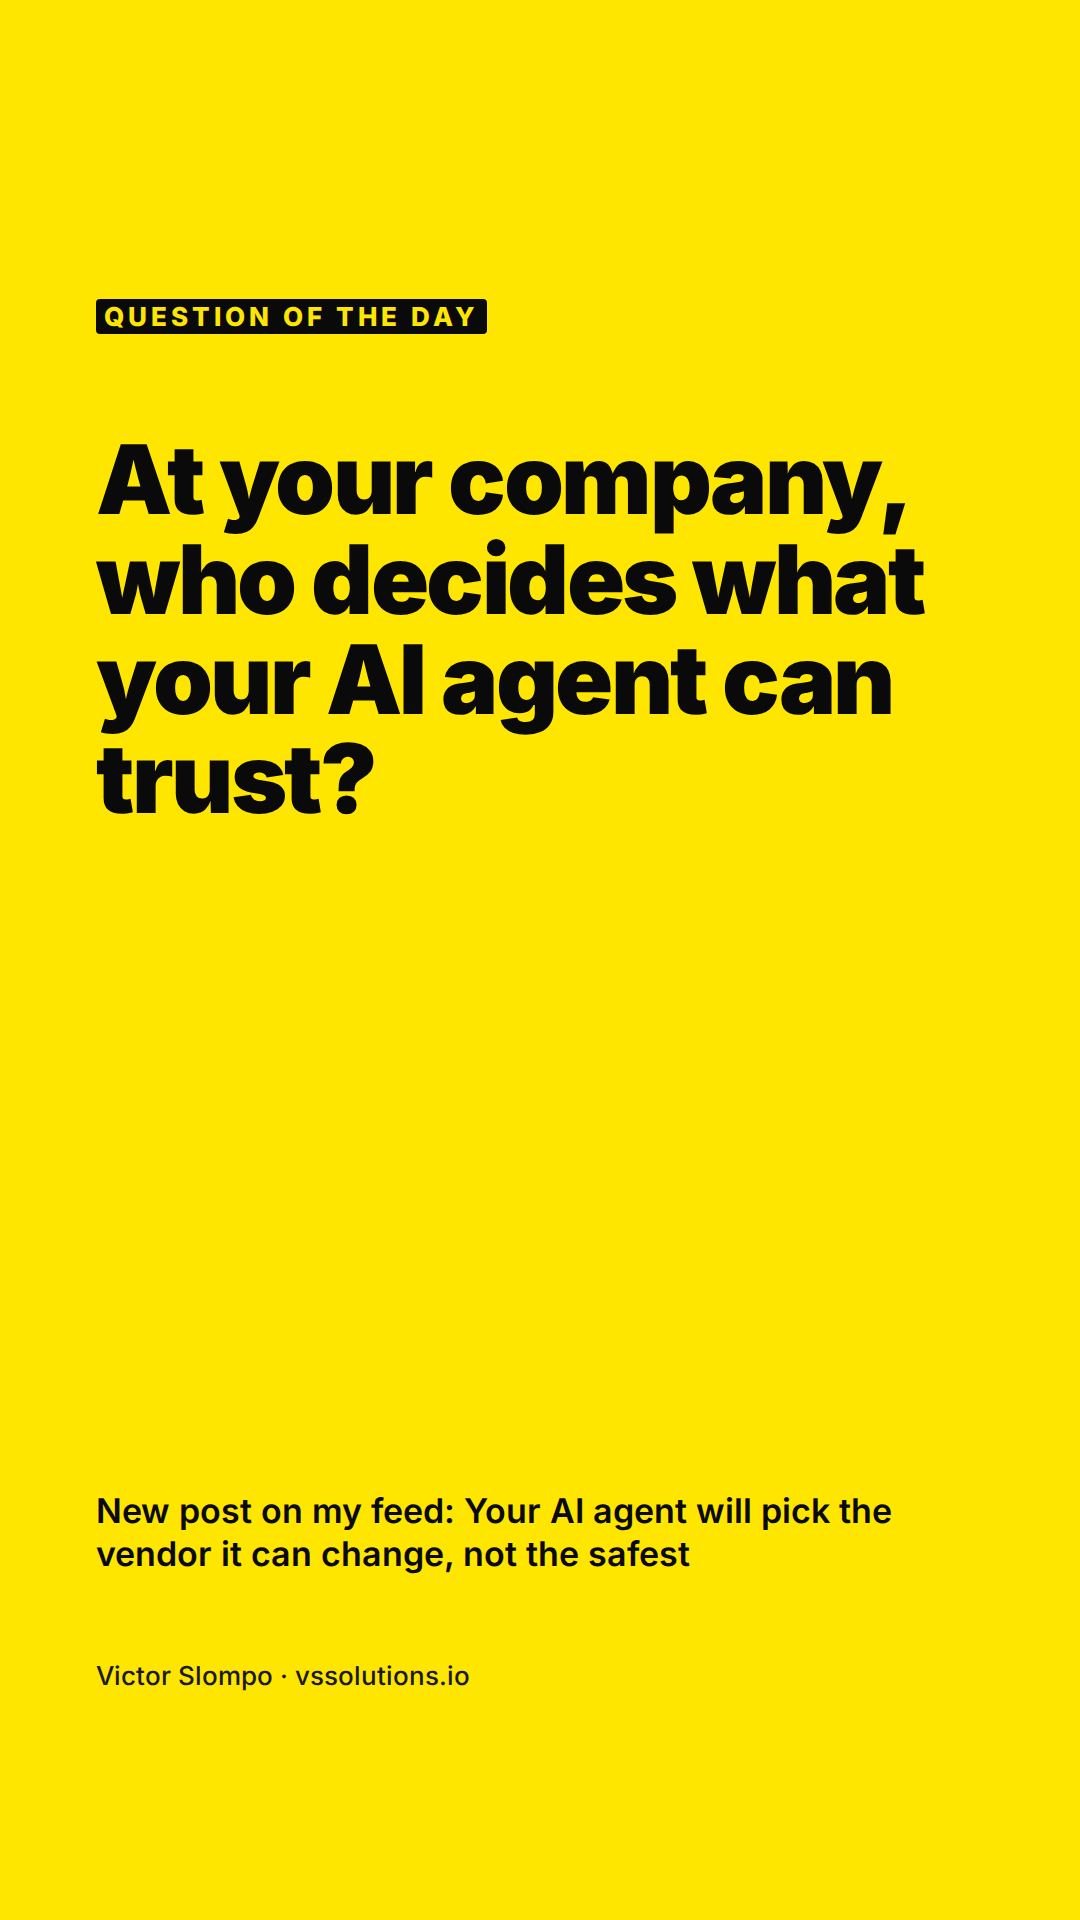 QUESTION OF THE DAY
At your company,
who decides what
your AI agent can
trust?
New post on my feed: Your AI agent will pick the
vendor it can change, not the safest
Victor Slompo · vssolutions.io